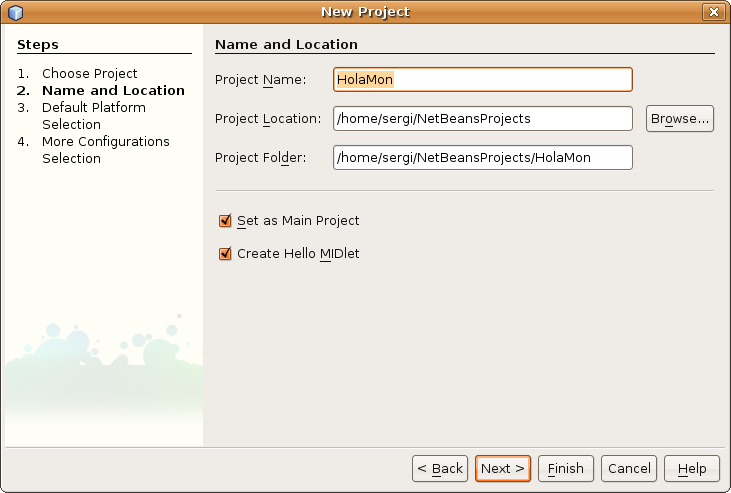 New Project
Steps
1. Choose Project
2. Name and Location
3. Default Platform
Selection
4. More Configurations
Selection
Name and Location
Project Name: HolaMon
Project Location: /home/sergi/NetBeansProjects Browse...
Project Folder: /home/sergi/NetBeansProjects/HolaMon
Set as Main Project
Create Hello MIDlet
< Back Next > Finish Cancel Help